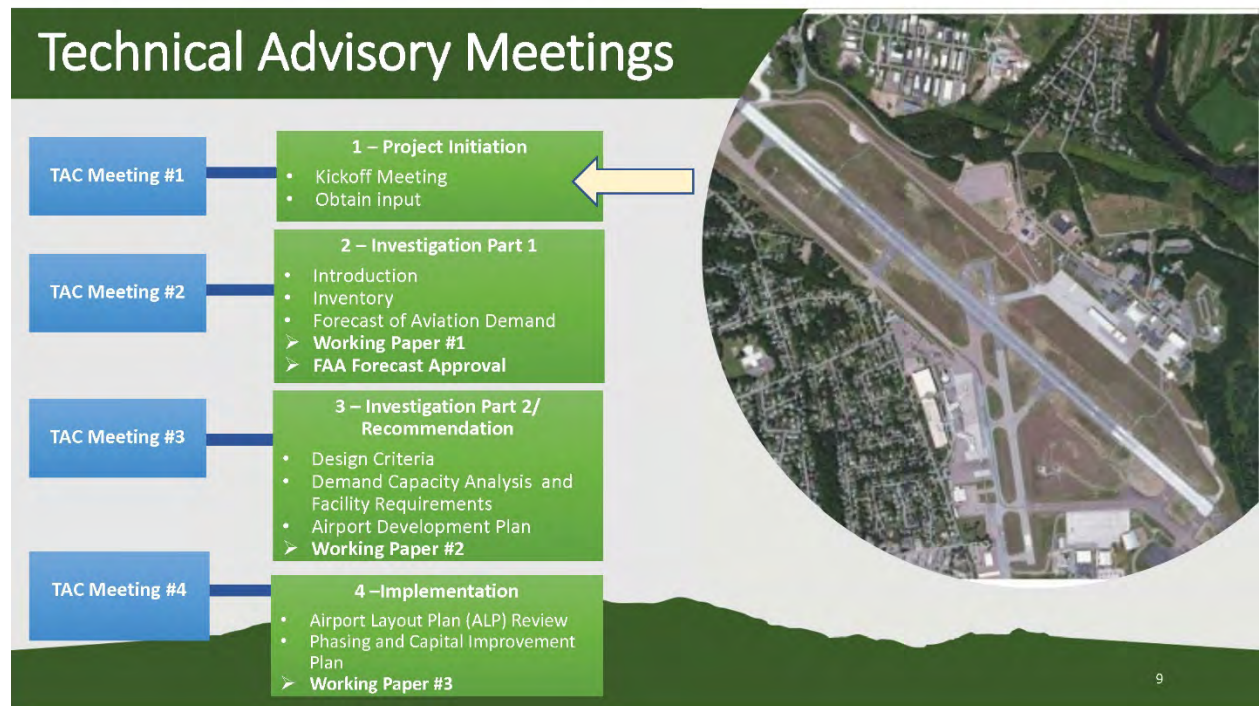 Technical Advisory Meetings
TAC Meeting #1
1 – Project Initiation
• Kickoff Meeting
• Obtain input
TAC Meeting #2
2 – Investigation Part 1
• Introduction
• Inventory
• Forecast of Aviation Demand
➢ Working Paper #1
➢ FAA Forecast Approval
TAC Meeting #3
3 – Investigation Part 2/
Recommendation
• Design Criteria
• Demand Capacity Analysis and
Facility Requirements
• Airport Development Plan
➢ Working Paper #2
TAC Meeting #4
4 –Implementation
• Airport Layout Plan (ALP) Review
• Phasing and Capital Improvement
Plan
➢ Working Paper #3
9